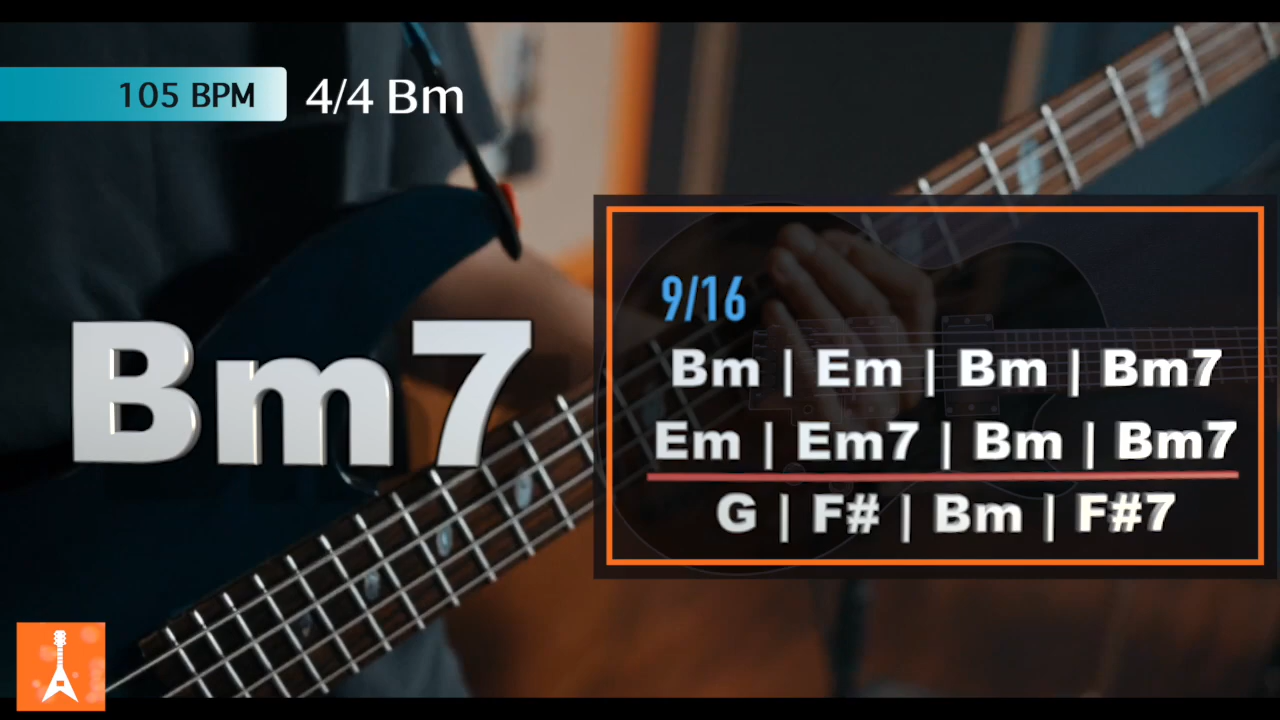 105 BPM 4/4 Bm
Bm7
9/16
Bm | Em | Bm | Bm7
Em | Em7 | Bm | Bm7
G | F# | Bm | F#7